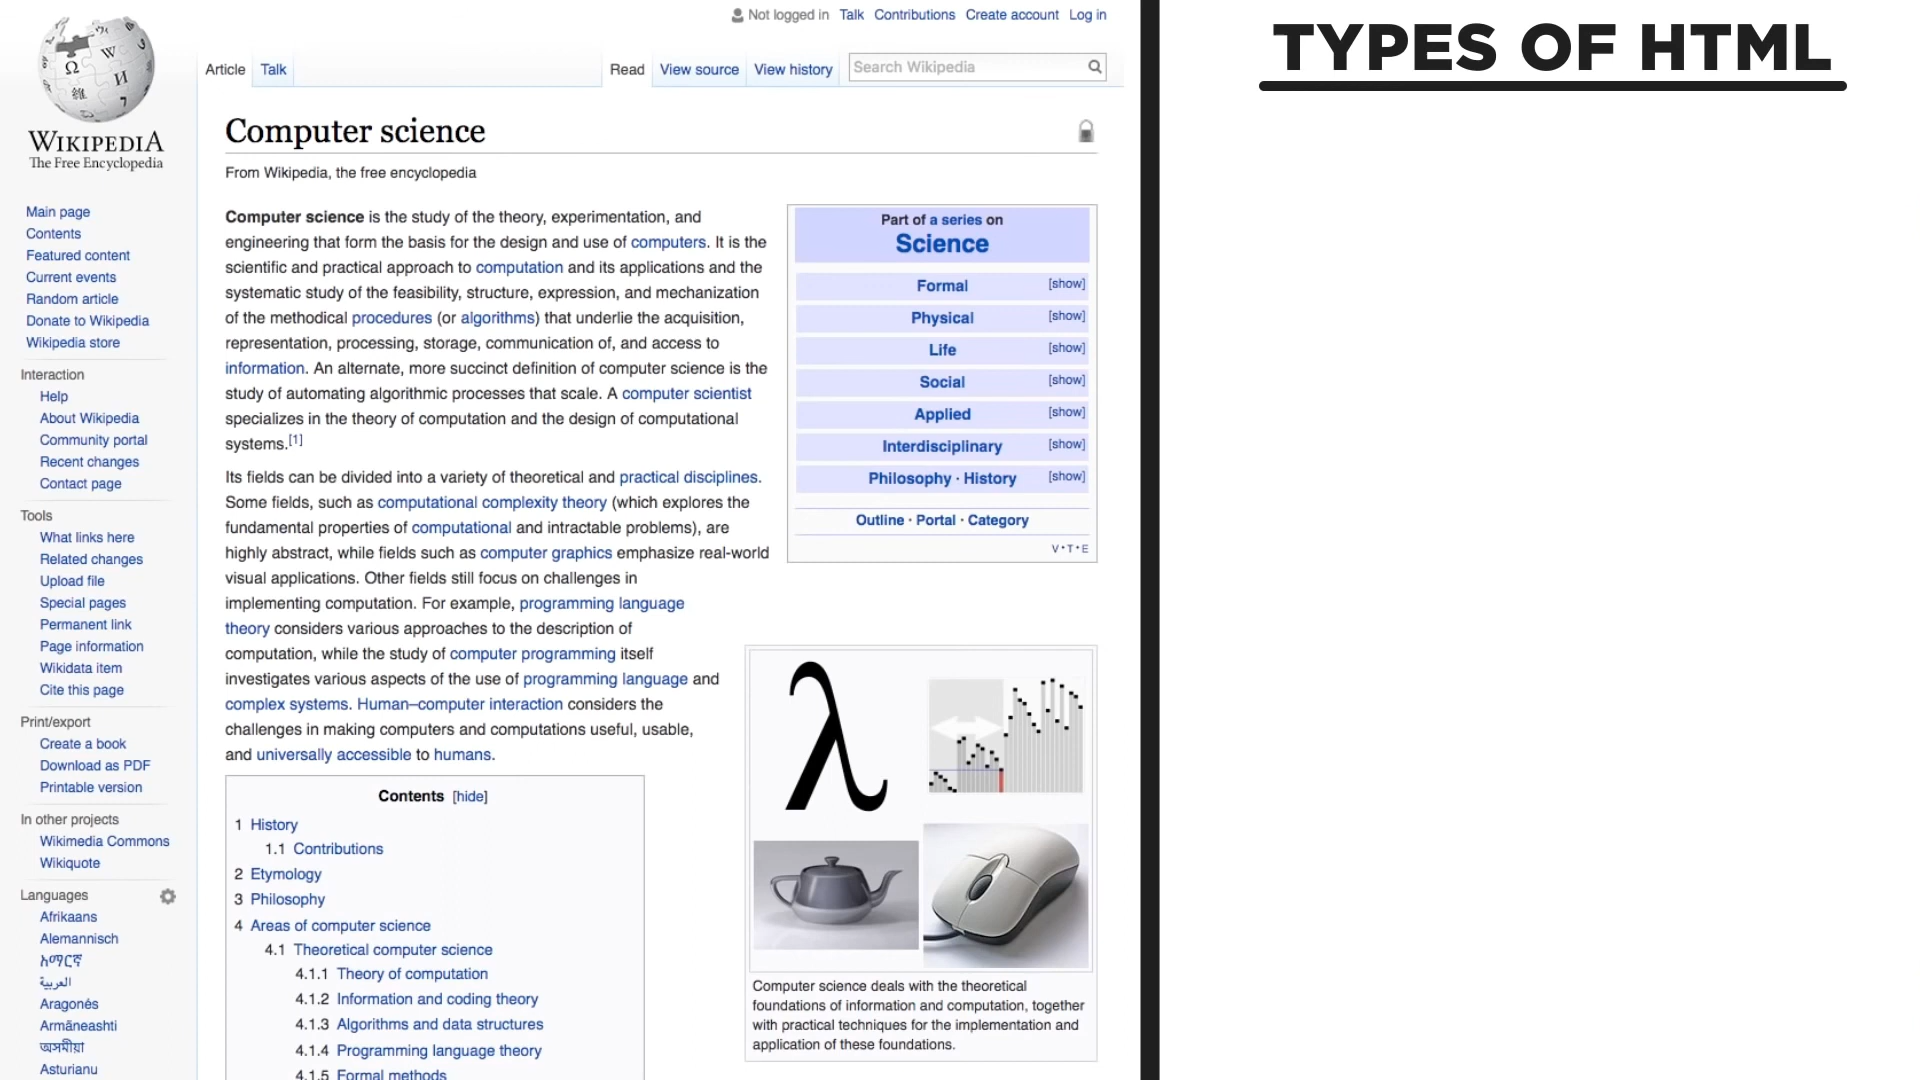 Not logged in Talk Contributions Create account Log in
Article Talk Read View source View history Search Wikipedia
WIKIPEDIA
The Free Encyclopedia
Main page
Contents
Featured content
Current events
Random article
Donate to Wikipedia
Wikipedia store
Interaction
Help
About Wikipedia
Community portal
Recent changes
Contact page
Tools
What links here
Related changes
Upload file
Special pages
Permanent link
Page information
Wikidata item
Cite this page
Print/export
Create a book
Download as PDF
Printable version
In other projects
Wikimedia Commons
Wikiquote
Languages
Afrikaans
Alemannisch
አማርኛ
العربية
Aragonés
Armãneashti
অসমীয়া
Asturianu
Computer science
From Wikipedia, the free encyclopedia
Computer science is the study of the theory, experimentation, and
engineering that form the basis for the design and use of computers. It is the
scientific and practical approach to computation and its applications and the
systematic study of the feasibility, structure, expression, and mechanization
of the methodical procedures (or algorithms) that underlie the acquisition,
representation, processing, storage, communication of, and access to
information. An alternate, more succinct definition of computer science is the
study of automating algorithmic processes that scale. A computer scientist
specializes in the theory of computation and the design of computational
systems.[1]
Its fields can be divided into a variety of theoretical and practical disciplines.
Some fields, such as computational complexity theory (which explores the
fundamental properties of computational and intractable problems), are
highly abstract, while fields such as computer graphics emphasize real-world
visual applications. Other fields still focus on challenges in
implementing computation. For example, programming language
theory considers various approaches to the description of
computation, while the study of computer programming itself
investigates various aspects of the use of programming language and
complex systems. Human–computer interaction considers the
challenges in making computers and computations useful, usable,
and universally accessible to humans.
Contents [hide]
1 History
1.1 Contributions
2 Etymology
3 Philosophy
4 Areas of computer science
4.1 Theoretical computer science
4.1.1 Theory of computation
4.1.2 Information and coding theory
4.1.3 Algorithms and data structures
4.1.4 Programming language theory
4.1.5 Formal methods
Part of a series on
Science
Formal [show]
Physical [show]
Life [show]
Social [show]
Applied [show]
Interdisciplinary [show]
Philosophy · History [show]
Outline · Portal · Category
V · T · E
λ
Computer science deals with the theoretical
foundations of information and computation, together
with practical techniques for the implementation and
application of these foundations.
TYPES OF HTML